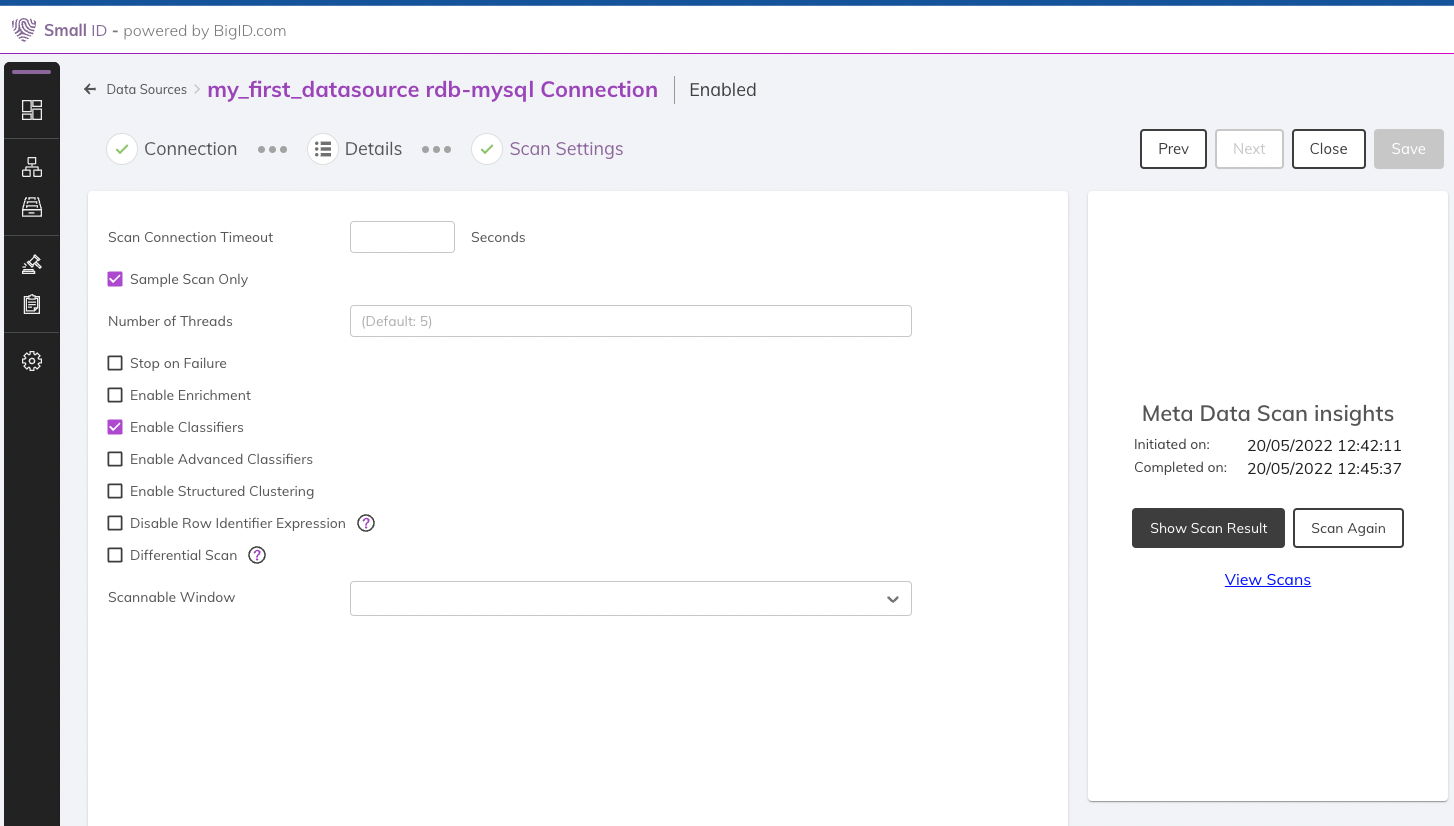 Small ID - powered by BigID.com
Data Sources > my_first_datasource rdb-mysql Connection | Enabled
Connection ••• Details ••• Scan Settings
Prev Next Close Save
Scan Connection Timeout Seconds
Sample Scan Only
Number of Threads (Default: 5)
Stop on Failure
Enable Enrichment
Enable Classifiers
Enable Advanced Classifiers
Enable Structured Clustering
Disable Row Identifier Expression ?
Differential Scan ?
Scannable Window
Meta Data Scan insights
Initiated on: 20/05/2022 12:42:11
Completed on: 20/05/2022 12:45:37
Show Scan Result Scan Again
View Scans